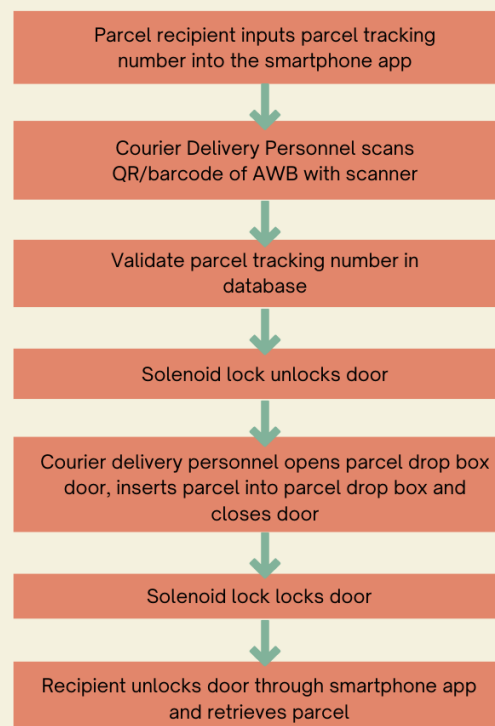 Parcel recipient inputs parcel tracking
number into the smartphone app
Courier Delivery Personnel scans
QR/barcode of AWB with scanner
Validate parcel tracking number in
database
Solenoid lock unlocks door
Courier delivery personnel opens parcel drop box
door, inserts parcel into parcel drop box and
closes door
Solenoid lock locks door
Recipient unlocks door through smartphone app
and retrieves parcel